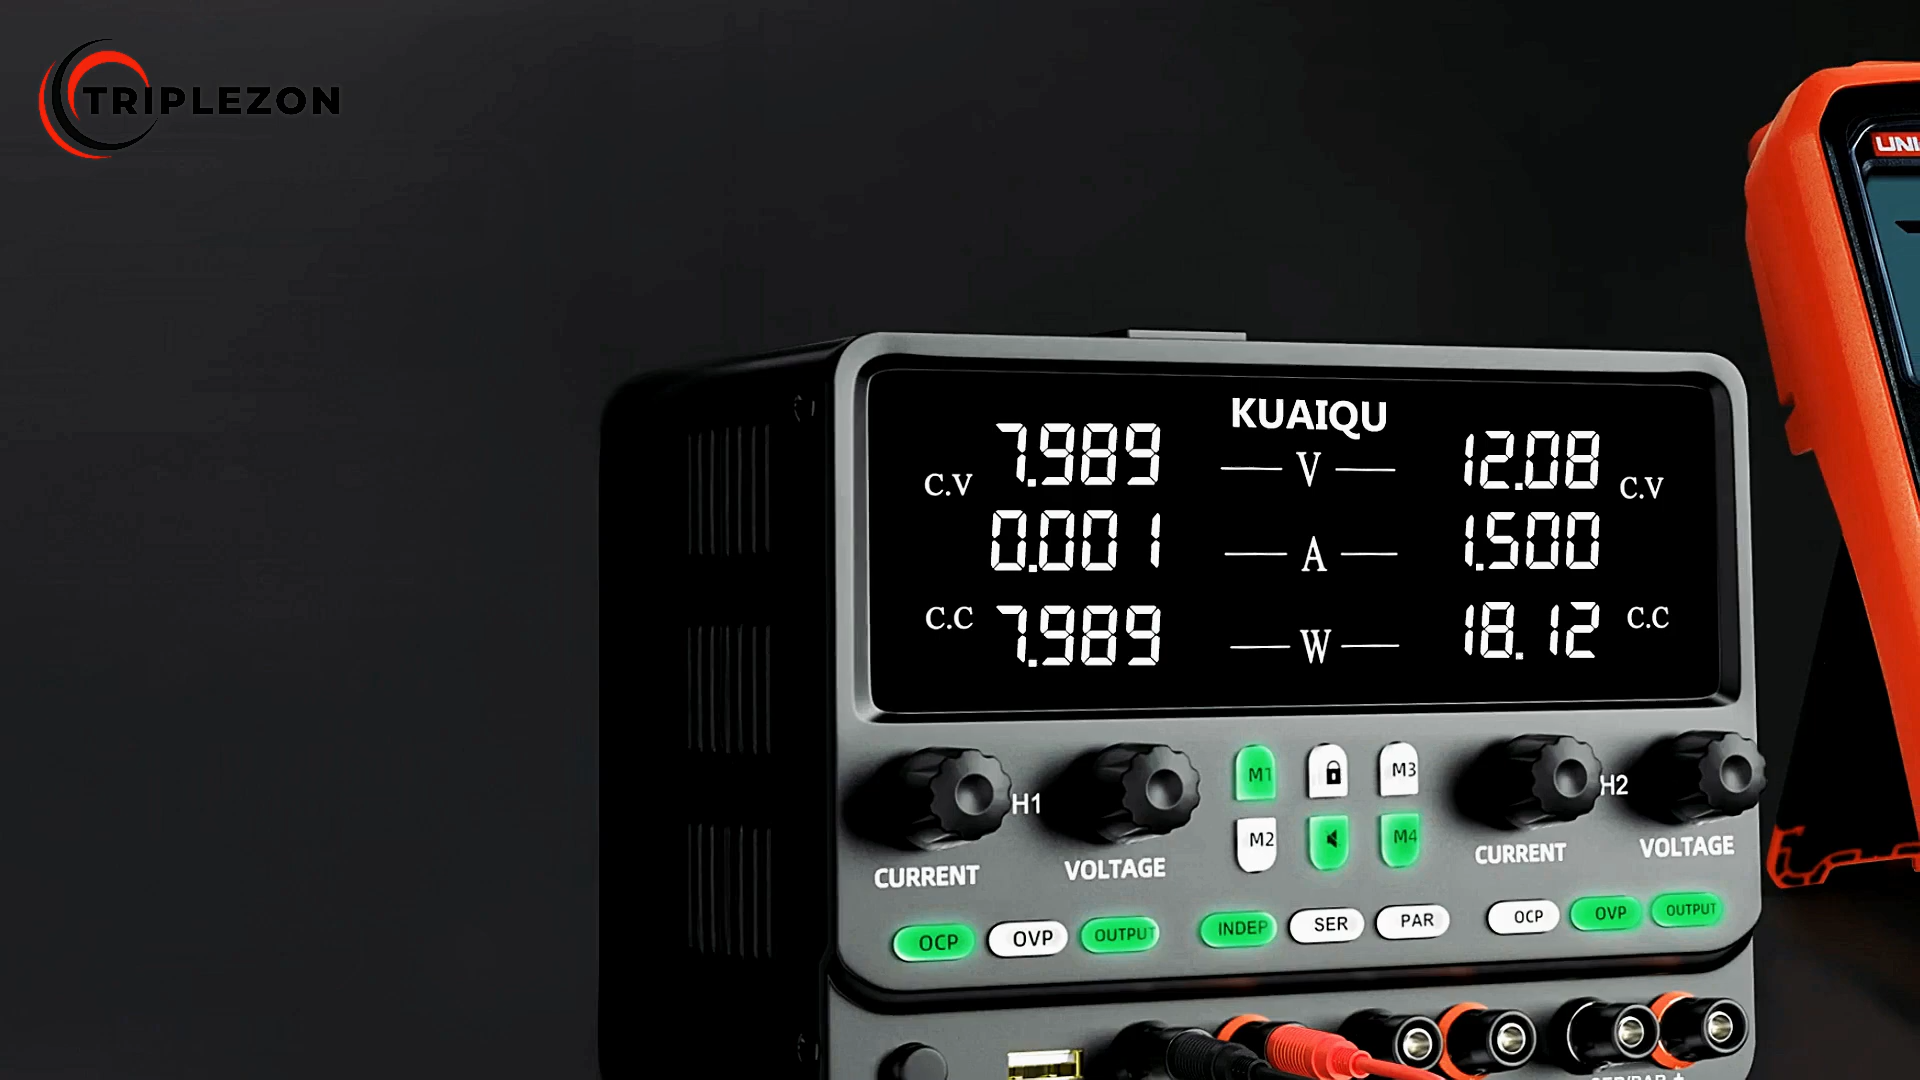 TRIPLEZON
UNI
KUAIQU
C.V 7.989 V 12.08 C.V
0.001 A 1.500
C.C 7.989 W 18.12 C.C
M1 M3
H1 H2
M2 M4
CURRENT VOLTAGE CURRENT VOLTAGE
OCP OVP OUTPUT INDEP SER PAR OCP OVP OUTPUT